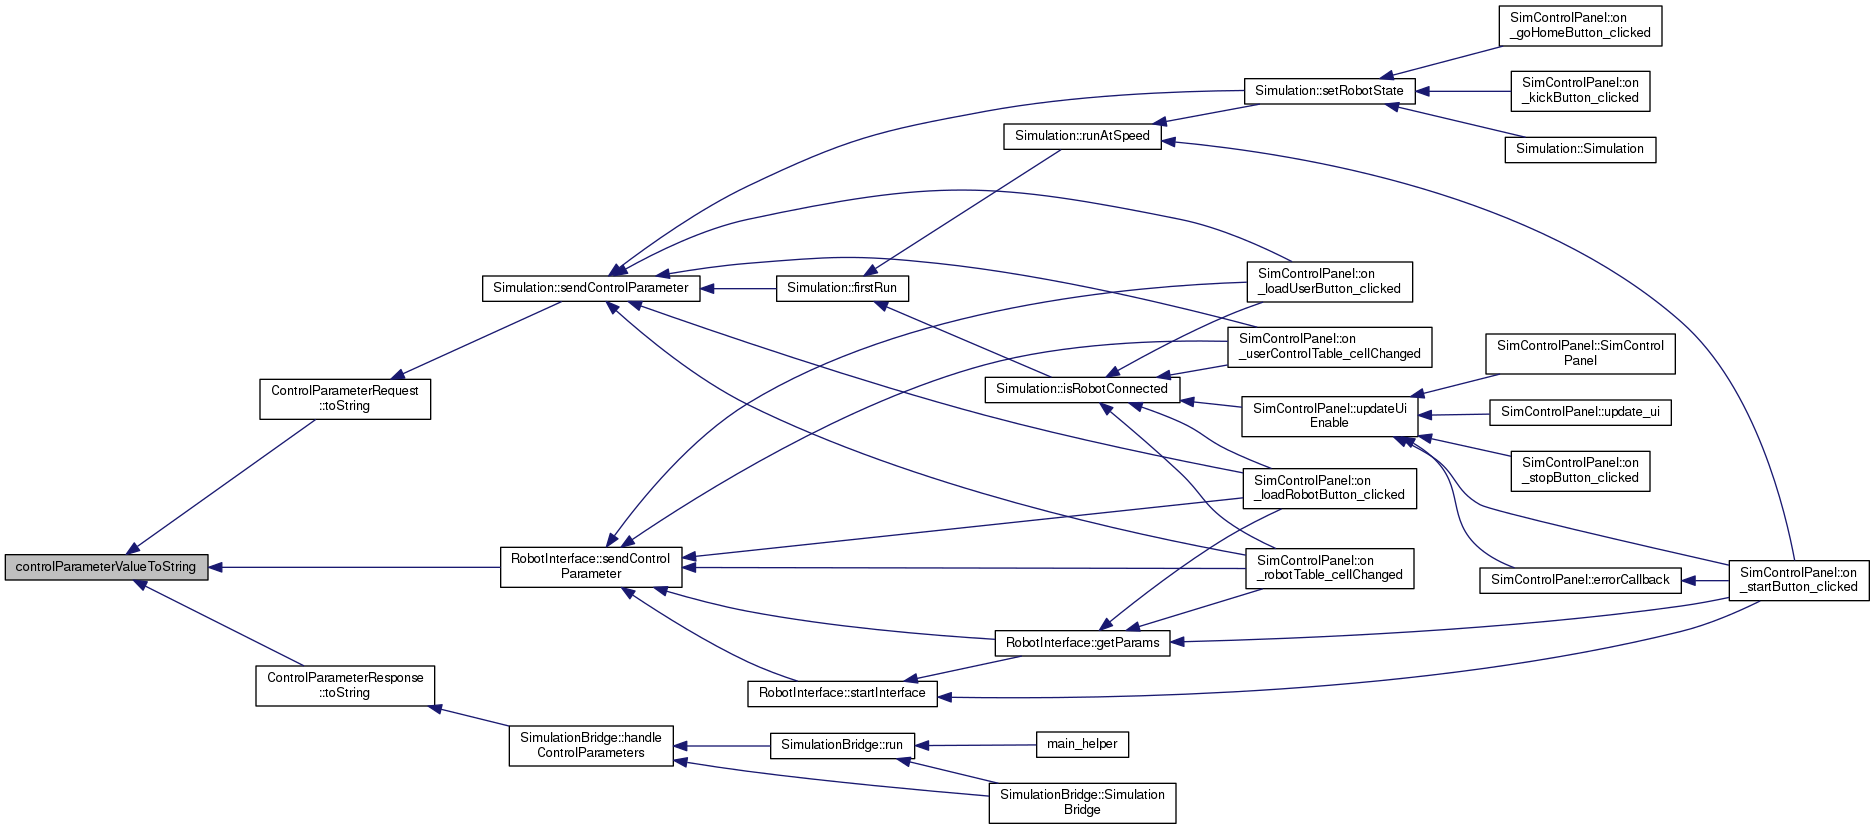 controlParameterValueToString
ControlParameterRequest
::toString
RobotInterface::sendControl
Parameter
ControlParameterResponse
::toString
Simulation::sendControlParameter
SimulationBridge::handle
ControlParameters
Simulation::firstRun
RobotInterface::startInterface
SimulationBridge::run
Simulation::runAtSpeed
Simulation::isRobotConnected
RobotInterface::getParams
main_helper
SimulationBridge::Simulation
Bridge
Simulation::setRobotState
SimControlPanel::on
_loadUserButton_clicked
SimControlPanel::on
_userControlTable_cellChanged
SimControlPanel::updateUi
Enable
SimControlPanel::on
_loadRobotButton_clicked
SimControlPanel::on
_robotTable_cellChanged
SimControlPanel::on
_goHomeButton_clicked
SimControlPanel::on
_kickButton_clicked
Simulation::Simulation
SimControlPanel::SimControl
Panel
SimControlPanel::update_ui
SimControlPanel::on
_stopButton_clicked
SimControlPanel::errorCallback
SimControlPanel::on
_startButton_clicked